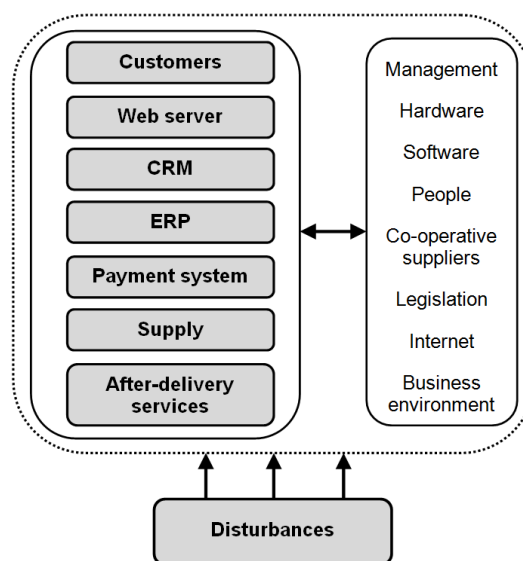 Customers
Web server
CRM
ERP
Payment system
Supply
After-delivery
services
Management
Hardware
Software
People
Co-operative
suppliers
Legislation
Internet
Business
environment
Disturbances